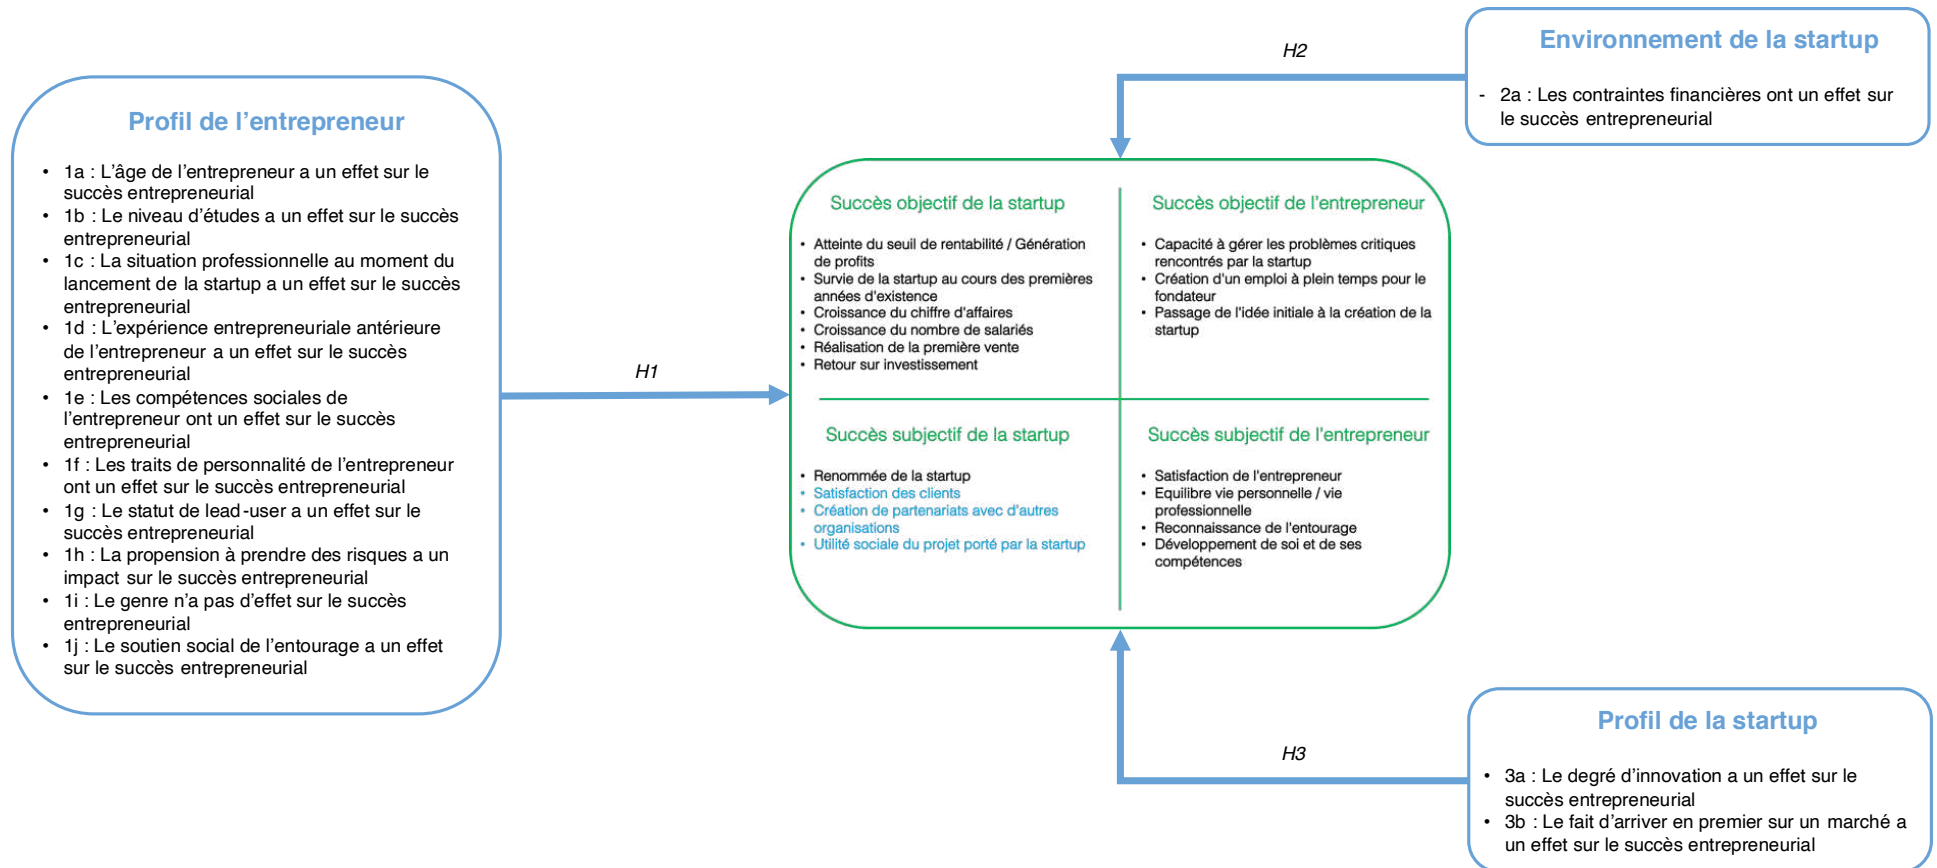 Profil de l’entrepreneur
• 1a : L’âge de l’entrepreneur a un effet sur le
succès entrepreneurial
• 1b : Le niveau d’études a un effet sur le succès
entrepreneurial
• 1c : La situation professionnelle au moment du
lancement de la startup a un effet sur le succès
entrepreneurial
• 1d : L’expérience entrepreneuriale antérieure
de l’entrepreneur a un effet sur le succès
entrepreneurial
• 1e : Les compétences sociales de
l’entrepreneur ont un effet sur le succès
entrepreneurial
• 1f : Les traits de personnalité de l’entrepreneur
ont un effet sur le succès entrepreneurial
• 1g : Le statut de lead-user a un effet sur le
succès entrepreneurial
• 1h : La propension à prendre des risques a un
impact sur le succès entrepreneurial
• 1i : Le genre n’a pas d’effet sur le succès
entrepreneurial
• 1j : Le soutien social de l’entourage a un effet
sur le succès entrepreneurial
H1
H2
Environnement de la startup
- 2a : Les contraintes financières ont un effet sur
le succès entrepreneurial
Succès objectif de la startup
• Atteinte du seuil de rentabilité / Génération
de profits
• Survie de la startup au cours des premières
années d'existence
• Croissance du chiffre d'affaires
• Croissance du nombre de salariés
• Réalisation de la première vente
• Retour sur investissement
Succès objectif de l'entrepreneur
• Capacité à gérer les problèmes critiques
rencontrés par la startup
• Création d'un emploi à plein temps pour le
fondateur
• Passage de l'idée initiale à la création de la
startup
Succès subjectif de la startup
• Renommée de la startup
• Satisfaction des clients
• Création de partenariats avec d'autres
organisations
• Utilité sociale du projet porté par la startup
Succès subjectif de l'entrepreneur
• Satisfaction de l'entrepreneur
• Equilibre vie personnelle / vie
professionnelle
• Reconnaissance de l'entourage
• Développement de soi et de ses
compétences
H3
Profil de la startup
• 3a : Le degré d’innovation a un effet sur le
succès entrepreneurial
• 3b : Le fait d’arriver en premier sur un marché a
un effet sur le succès entrepreneurial